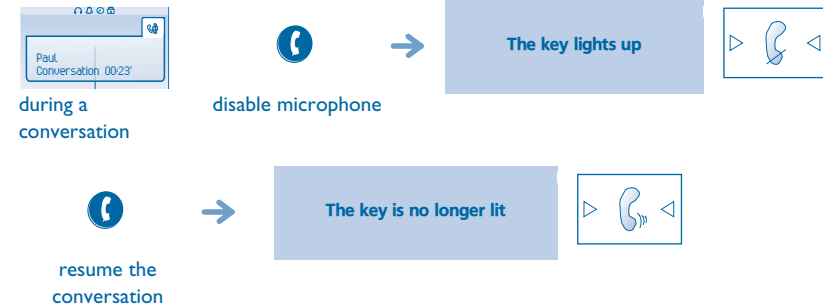 Paul
Conversation 00:23'
The key lights up
during a
conversation
disable microphone
The key is no longer lit
resume the
conversation